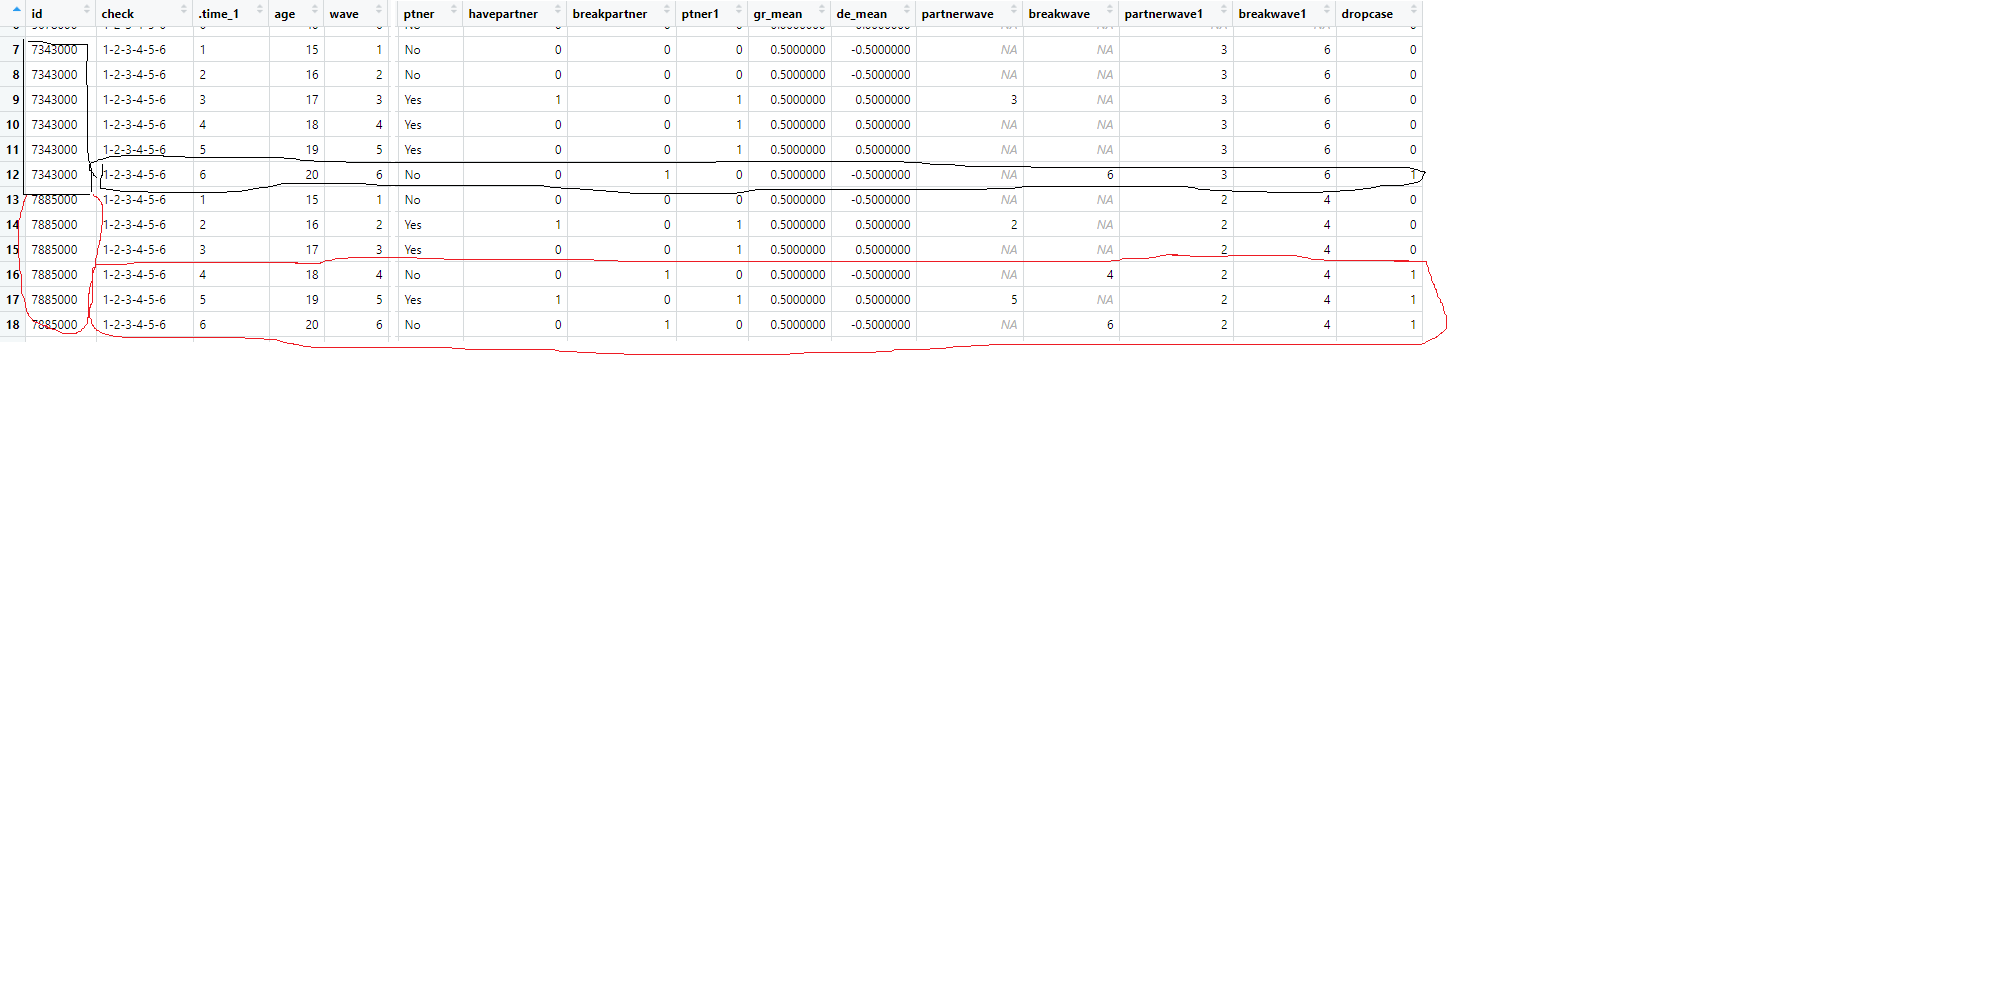 id check .time_1 age wave ptner havepartner breakpartner ptner1 gr_mean de_mean partnerwave breakwave partnerwave1 breakwave1 dropcase
7 7343000 1-2-3-4-5-6 1 15 1 No 0 0 0 0.5000000 -0.5000000 NA NA 3 6 0
8 7343000 1-2-3-4-5-6 2 16 2 No 0 0 0 0.5000000 -0.5000000 NA NA 3 6 0
9 7343000 1-2-3-4-5-6 3 17 3 Yes 1 0 1 0.5000000 0.5000000 3 NA 3 6 0
10 7343000 1-2-3-4-5-6 4 18 4 Yes 0 0 1 0.5000000 0.5000000 NA NA 3 6 0
11 7343000 1-2-3-4-5-6 5 19 5 Yes 0 0 1 0.5000000 0.5000000 NA NA 3 6 0
12 7343000 1-2-3-4-5-6 6 20 6 No 0 1 0 0.5000000 -0.5000000 NA 6 3 6 1
13 7885000 1-2-3-4-5-6 1 15 1 No 0 0 0 0.5000000 -0.5000000 NA NA 2 4 0
14 7885000 1-2-3-4-5-6 2 16 2 Yes 1 0 1 0.5000000 0.5000000 2 NA 2 4 0
15 7885000 1-2-3-4-5-6 3 17 3 Yes 0 0 1 0.5000000 0.5000000 NA NA 2 4 0
16 7885000 1-2-3-4-5-6 4 18 4 No 0 1 0 0.5000000 -0.5000000 NA 4 2 4 1
17 7885000 1-2-3-4-5-6 5 19 5 Yes 1 0 1 0.5000000 0.5000000 5 NA 2 4 1
18 7885000 1-2-3-4-5-6 6 20 6 No 0 1 0 0.5000000 -0.5000000 NA 6 2 4 1